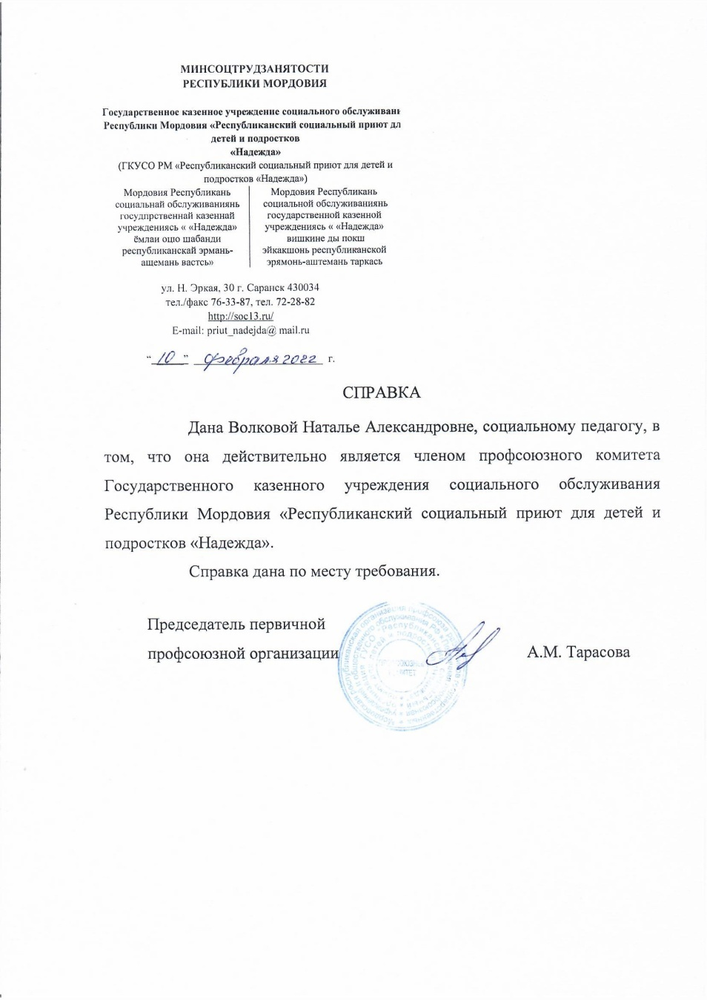 МИНСОЦТРУДЗАНЯТОСТИ
РЕСПУБЛИКИ МОРДОВИЯ
Государственное казенное учреждение социального обслуживани
Республики Мордовия «Республиканский социальный приют дл
детей и подростков
«Надежда»
(ГКУСО РМ «Республиканский социальный приют для детей и
подростков «Надежда»)
Мордовия Республикань
социальнай обслуживаниянь
госудпрственнай казеннай
учреждениясь « «Надежда»
ёмлаи оцю шабанди
республиканскай эрмань-
ащемань вастсь»
Мордовия Республикань
социальной обслуживаниянь
государственной казенной
учреждениясь « «Надежда»
вишкине ды покш
эйкакшонь республиканской
эрямонь-аштемань таркась
ул. Н. Эркая, 30 г. Саранск 430034
тел./факс 76-33-87, тел. 72-28-82
http://soc13.ru/
E-mail: priut_nadejda@ mail.ru
“ 10 ” февраля 2022 г.
СПРАВКА
Дана Волковой Наталье Александровне, социальному педагогу, в
том, что она действительно является членом профсоюзного комитета
Государственного казенного учреждения социального обслуживания
Республики Мордовия «Республиканский социальный приют для детей и
подростков «Надежда».
Справка дана по месту требования.
Председатель первичной
профсоюзной организации
А.М. Тарасова